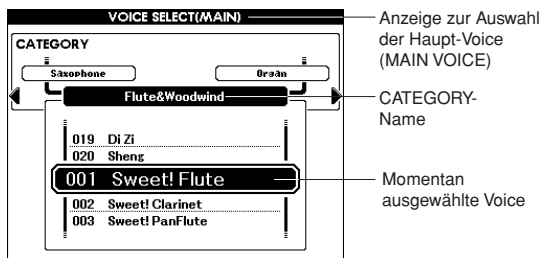 VOICE SELECT(MAIN)
CATEGORY
Saxophone
Organ
Flute&Woodwind
019 Di Zi
020 Sheng
001 Sweet! Flute
002 Sweet! Clarinet
003 Sweet! PanFlute
Anzeige zur Auswahl
der Haupt-Voice
(MAIN VOICE)
CATEGORY-
Name
Momentan
ausgewählte Voice